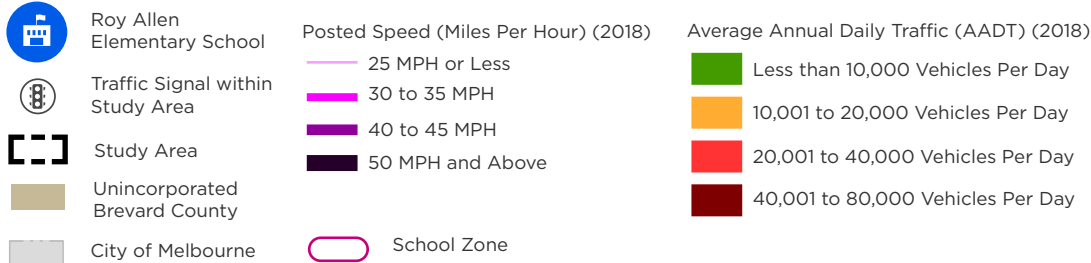 Roy Allen
Elementary School
Traffic Signal within
Study Area
Study Area
Unincorporated
Brevard County
City of Melbourne
Posted Speed (Miles Per Hour) (2018)
25 MPH or Less
30 to 35 MPH
40 to 45 MPH
50 MPH and Above
School Zone
Average Annual Daily Traffic (AADT) (2018)
Less than 10,000 Vehicles Per Day
10,001 to 20,000 Vehicles Per Day
20,001 to 40,000 Vehicles Per Day
40,001 to 80,000 Vehicles Per Day